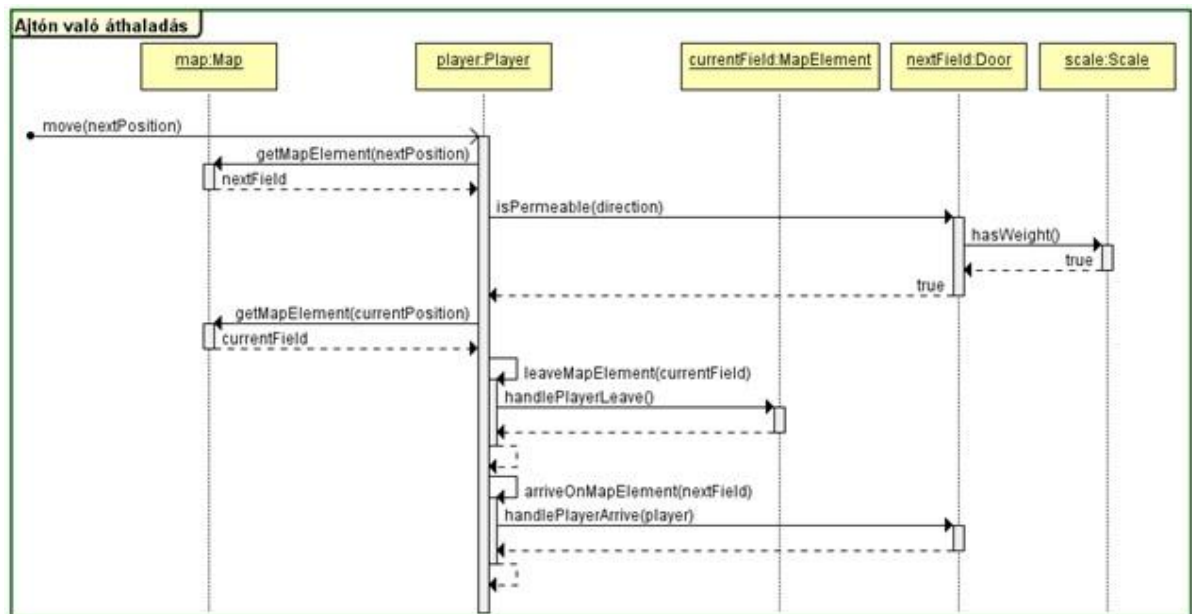 Ajtón való áthaladás
map:Map
player:Player
currentField:MapElement
nextField:Door
scale:Scale
move(nextPosition)
getMapElement(nextPosition)
nextField
isPermeable(direction)
hasWeight()
true
true
getMapElement(currentPosition)
currentField
leaveMapElement(currentField)
handlePlayerLeave()
arriveOnMapElement(nextField)
handlePlayerArrive(player)